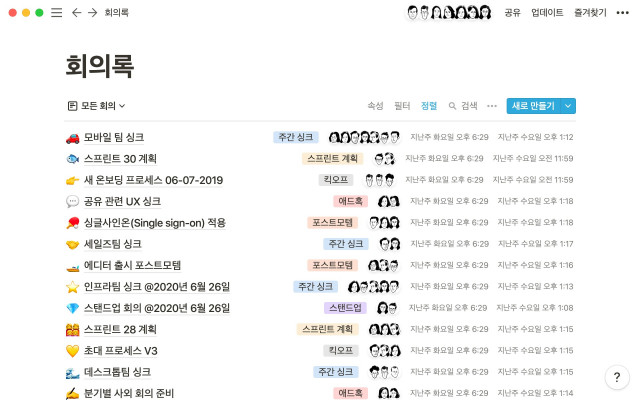 회의록
공유 업데이트 즐겨찾기
회의록
모든 회의
속성 필터 정렬 검색 새로 만들기
모바일 팀 싱크 주간 싱크 지난주 화요일 오후 6:29 지난주 수요일 오후 1:12
스프린트 30 계획 스프린트 계획 지난주 화요일 오후 6:29 지난주 수요일 오전 11:59
새 온보딩 프로세스 06-07-2019 킥오프 지난주 화요일 오후 6:29 지난주 수요일 오전 11:59
공유 관련 UX 싱크 애드혹 지난주 화요일 오후 6:29 지난주 수요일 오후 1:18
싱글사인온(Single sign-on) 적용 포스트모템 지난주 화요일 오후 6:29 지난주 수요일 오후 1:18
세일즈팀 싱크 주간 싱크 지난주 화요일 오후 6:29 지난주 수요일 오후 1:17
에디터 출시 포스트모템 포스트모템 지난주 화요일 오후 6:29 지난주 수요일 오후 1:16
인프라팀 싱크 @2020년 6월 26일 주간 싱크 지난주 화요일 오후 6:29 지난주 수요일 오후 1:13
스탠드업 회의 @2020년 6월 26일 스탠드업 지난주 화요일 오후 6:29 지난주 수요일 오후 1:08
스프린트 28 계획 스프린트 계획 지난주 화요일 오후 6:29 지난주 수요일 오후 1:15
초대 프로세스 V3 킥오프 지난주 화요일 오후 6:29 지난주 수요일 오후 1:15
데스크톱팀 싱크 주간 싱크 지난주 화요일 오후 6:29 지난주 수요일 오후 1:15
분기별 사외 회의 준비 애드혹 지난주 화요일 오후 6:29 지난주 수요일 오후 1:14
?